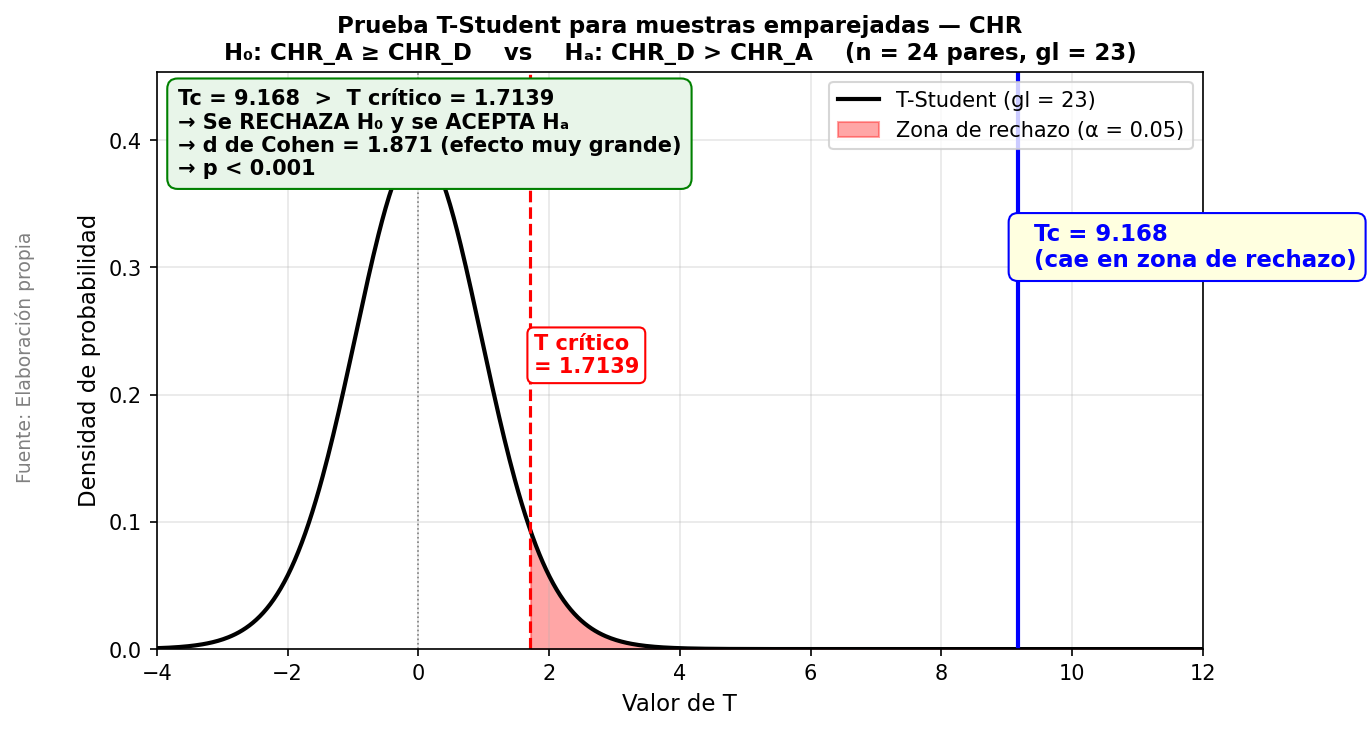 Prueba T-Student para muestras emparejadas — CHR
H₀: CHR_A ≥ CHR_D    vs    Hₐ: CHR_D > CHR_A    (n = 24 pares, gl = 23)
Tc = 9.168  >  T crítico = 1.7139
→ Se RECHAZA H₀ y se ACEPTA Hₐ
→ d de Cohen = 1.871 (efecto muy grande)
→ p < 0.001
T-Student (gl = 23)
Zona de rechazo (α = 0.05)
Tc = 9.168
(cae en zona de rechazo)
T crítico
= 1.7139
Fuente: Elaboración propia
Densidad de probabilidad
0.4
0.3
0.2
0.1
0.0
−4
−2
0
2
4
6
8
10
12
Valor de T